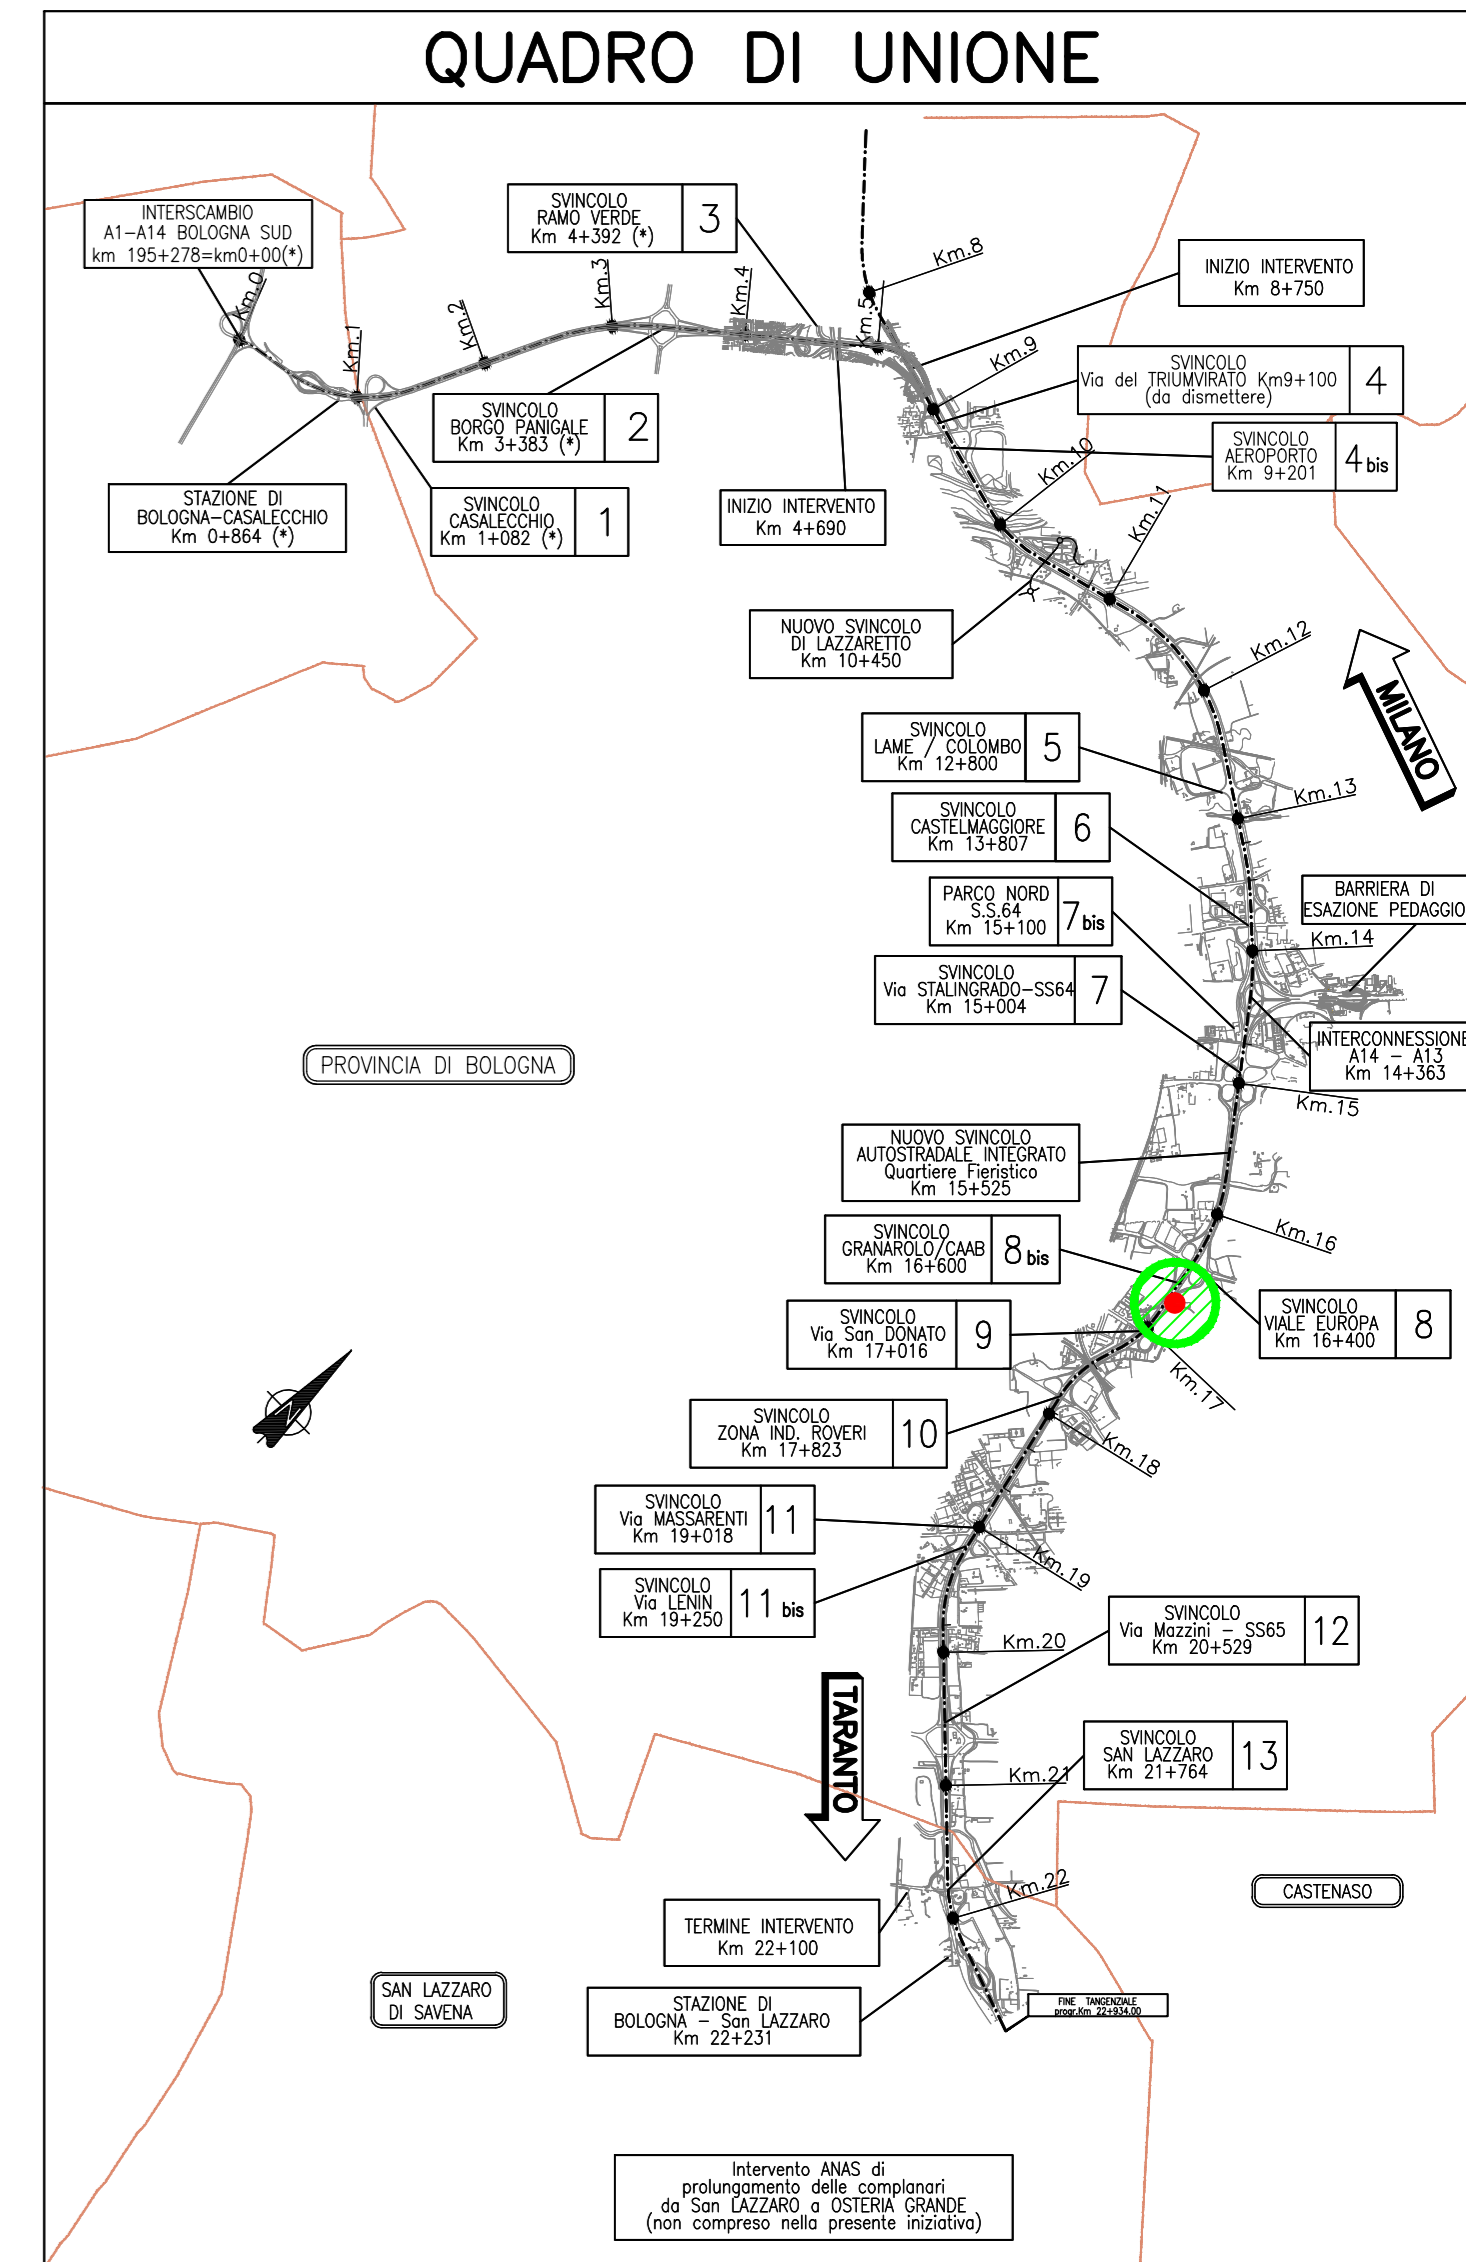 QUADRO DI UNIONE
INTERSCAMBIO
A1-A14 BOLOGNA SUD
km 195+278=km0+00(*)
SVINCOLO
RAMO VERDE
Km 4+392 (*)
3
Km.0
Km.1
Km.2
Km.3
Km.4
Km.5
Km.8
INIZIO INTERVENTO
Km 8+750
Km.9
SVINCOLO
Via del TRIUMVIRATO Km9+100
(da dismettere)
4
SVINCOLO
BORGO PANIGALE
Km 3+383 (*)
2
SVINCOLO
AEROPORTO
Km 9+201
4 bis
Km.10
STAZIONE DI
BOLOGNA-CASALECCHIO
Km 0+864 (*)
SVINCOLO
CASALECCHIO
Km 1+082 (*)
1
INIZIO INTERVENTO
Km 4+690
Km.11
NUOVO SVINCOLO
DI LAZZARETTO
Km 10+450
Km.12
MILANO
SVINCOLO
LAME / COLOMBO
Km 12+800
5
Km.13
SVINCOLO
CASTELMAGGIORE
Km 13+807
6
PARCO NORD
S.S.64
Km 15+100
7 bis
BARRIERA DI
ESAZIONE PEDAGGIO
Km.14
SVINCOLO
Via STALINGRADO-SS64
Km 15+004
7
INTERCONNESSIONE
A14 - A13
Km 14+363
PROVINCIA DI BOLOGNA
Km.15
NUOVO SVINCOLO
AUTOSTRADALE INTEGRATO
Quartiere Fieristico
Km 15+525
Km.16
SVINCOLO
GRANAROLO/CAAB
Km 16+600
8 bis
SVINCOLO
VIALE EUROPA
Km 16+400
8
SVINCOLO
Via San DONATO
Km 17+016
9
Km.17
SVINCOLO
ZONA IND. ROVERI
Km 17+823
10
Km.18
SVINCOLO
Via MASSARENTI
Km 19+018
11
Km.19
SVINCOLO
Via LENIN
Km 19+250
11 bis
SVINCOLO
Via Mazzini - SS65
Km 20+529
12
Km.20
TARANTO
SVINCOLO
SAN LAZZARO
Km 21+764
13
Km.21
Km.22
CASTENASO
TERMINE INTERVENTO
Km 22+100
SAN LAZZARO
DI SAVENA
STAZIONE DI
BOLOGNA - San LAZZARO
Km 22+231
FINE TANGENZIALE
progr.Km 22+934.00
Intervento ANAS di
prolungamento delle complanari
da San LAZZARO a OSTERIA GRANDE
(non compreso nella presente iniziativa)